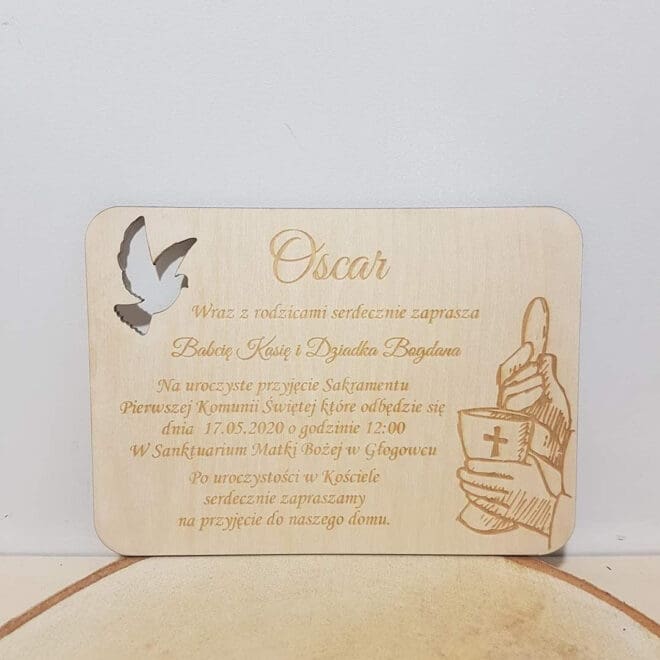 Oscar
Wraz z rodzicami serdecznie zaprasza
Babcię Kasię i Dziadka Bogdana
Na uroczyste przyjęcie Sakramentu
Pierwszej Komunii Świętej które odbędzie się
dnia 17.05.2020 o godzinie 12:00
W Sanktuarium Matki Bożej w Głogowcu
Po uroczystości w Kościele
serdecznie zapraszamy
na przyjęcie do naszego domu.